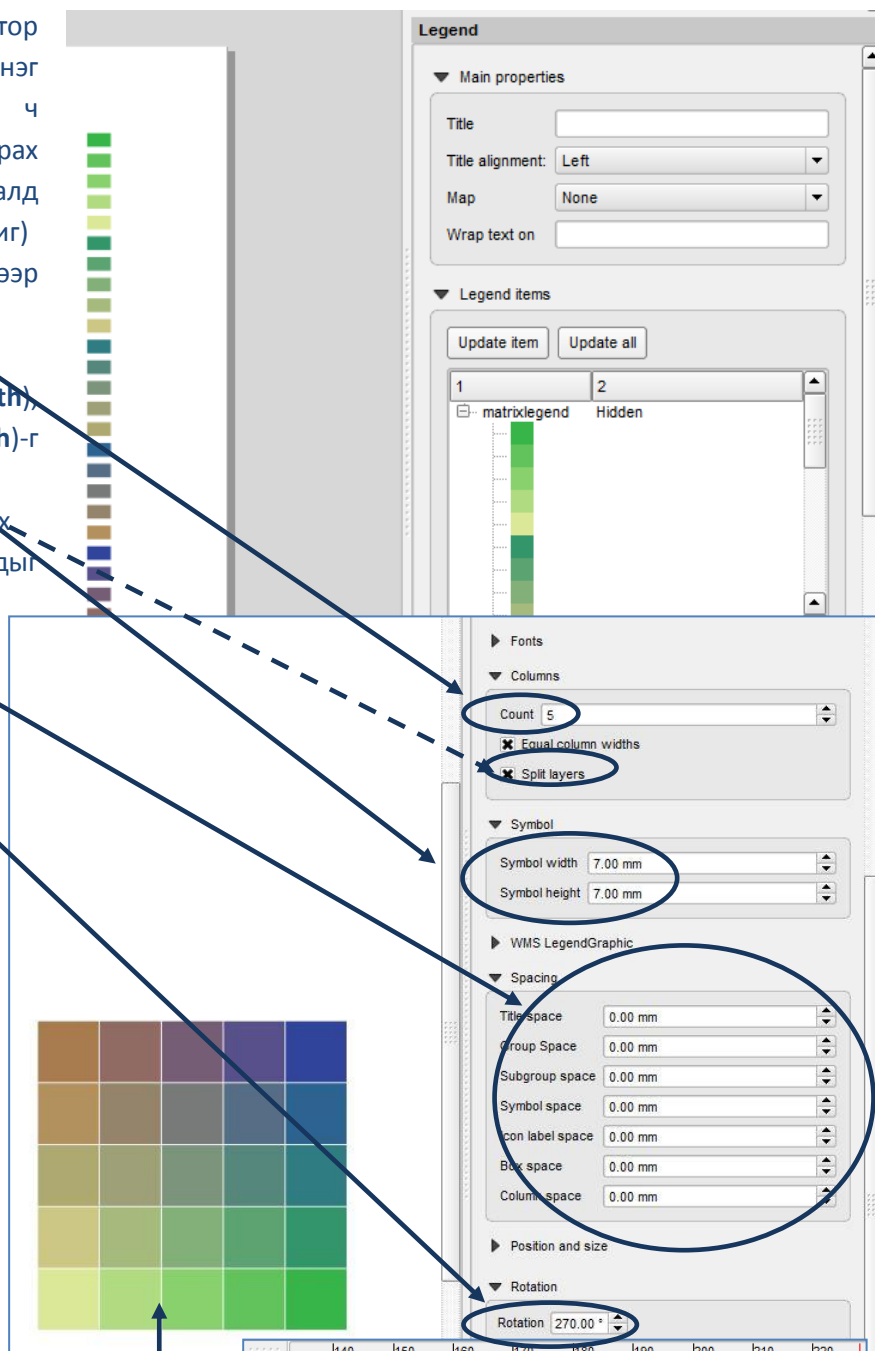 тор
нэг
ч
рах
алд
иг)
ээр
th),
h)-г
х
дыг
Legend
Main properties
Title
Title alignment: Left
Map None
Wrap text on
Legend items
Update item Update all
1 2
matrixlegend Hidden
Fonts
Columns
Count 5
Equal column widths
Split layers
Symbol
Symbol width 7.00 mm
Symbol height 7.00 mm
WMS LegendGraphic
Spacing
Title space 0.00 mm
Group Space 0.00 mm
Subgroup space 0.00 mm
Symbol space 0.00 mm
Icon label space 0.00 mm
Box space 0.00 mm
Column space 0.00 mm
Position and size
Rotation
Rotation 270.00 °
140 150 160 170 180 190 200 210 220